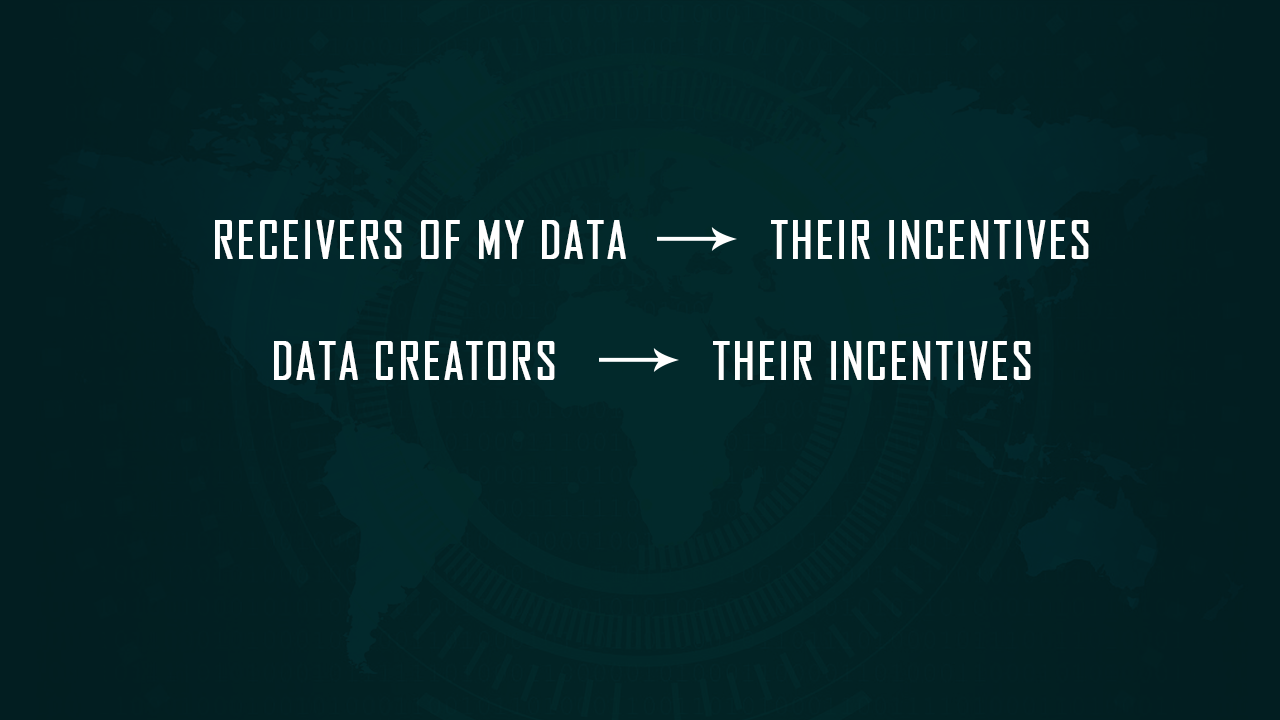 RECEIVERS OF MY DATA → THEIR INCENTIVES
DATA CREATORS → THEIR INCENTIVES